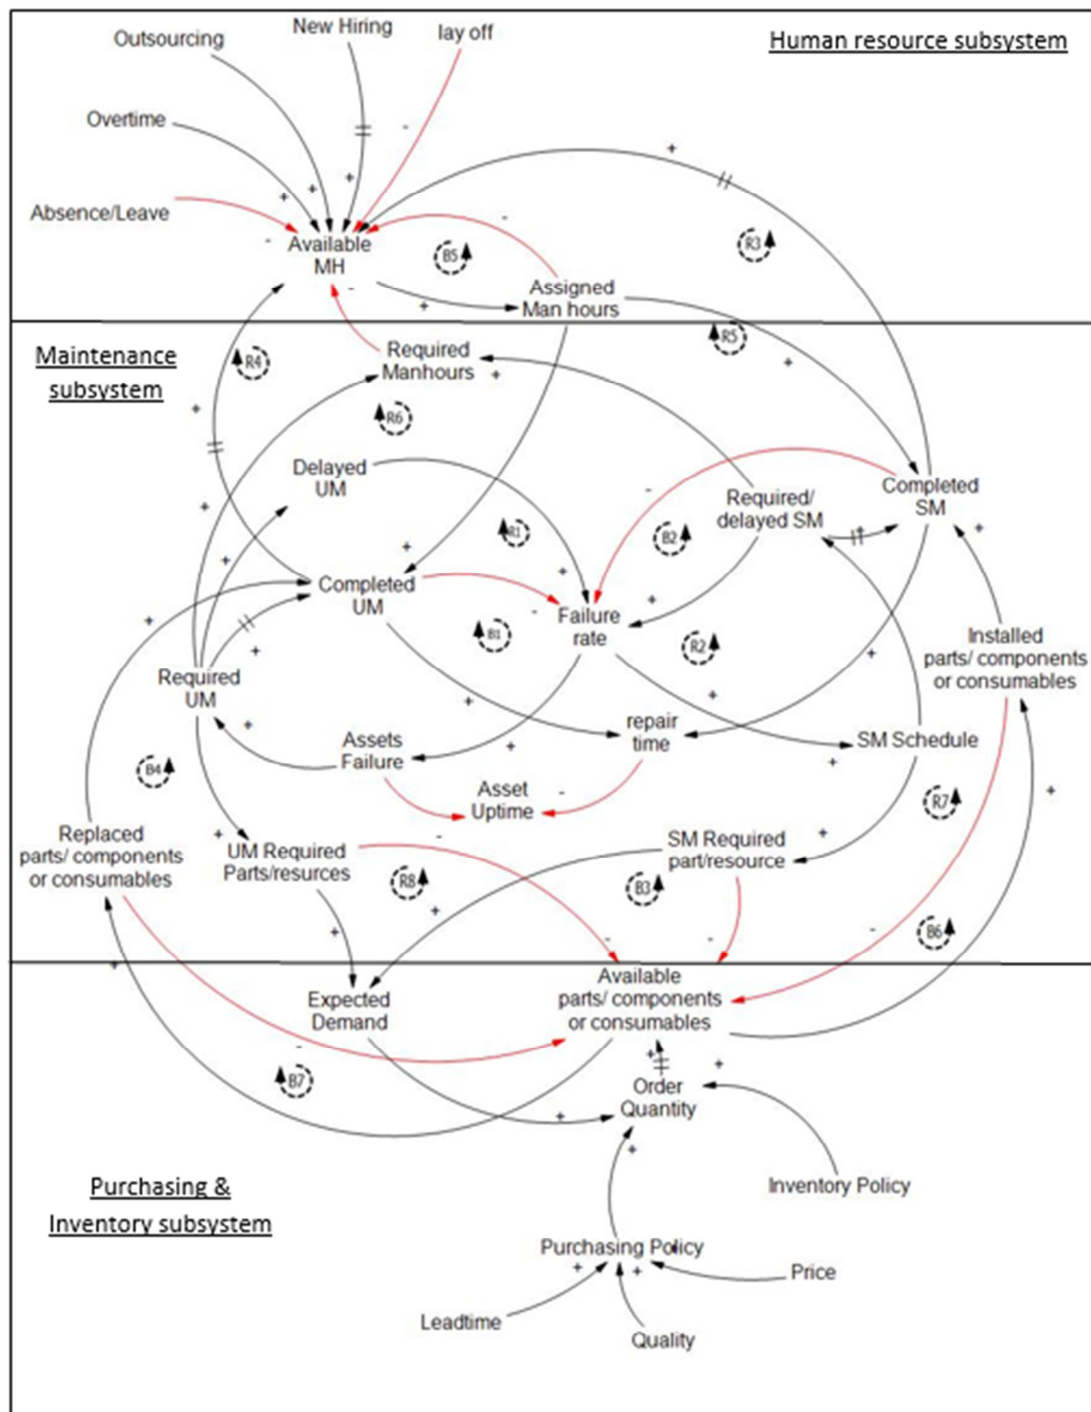 Outsourcing
New Hiring
lay off
Human resource subsystem
Overtime
Absence/Leave
Available
MH
B5
R3
Assigned
Man hours
Maintenance
subsystem
R4
Required
Manhours
R5
R6
Delayed
UM
Required/
delayed SM
Completed
SM
R1
B2
Completed
UM
Failure
rate
B1
R2
Installed
parts/ components
or consumables
Required
UM
Assets
Failure
repair
time
SM Schedule
B4
Asset
Uptime
R7
Replaced
parts/ components
or consumables
UM Required
Parts/resurces
R8
SM Required
part/resource
B3
B6
Expected
Demand
Available
parts/ components
or consumables
B7
Order
Quantity
Purchasing &
Inventory subsystem
Inventory Policy
Purchasing Policy
Price
Leadtime
Quality